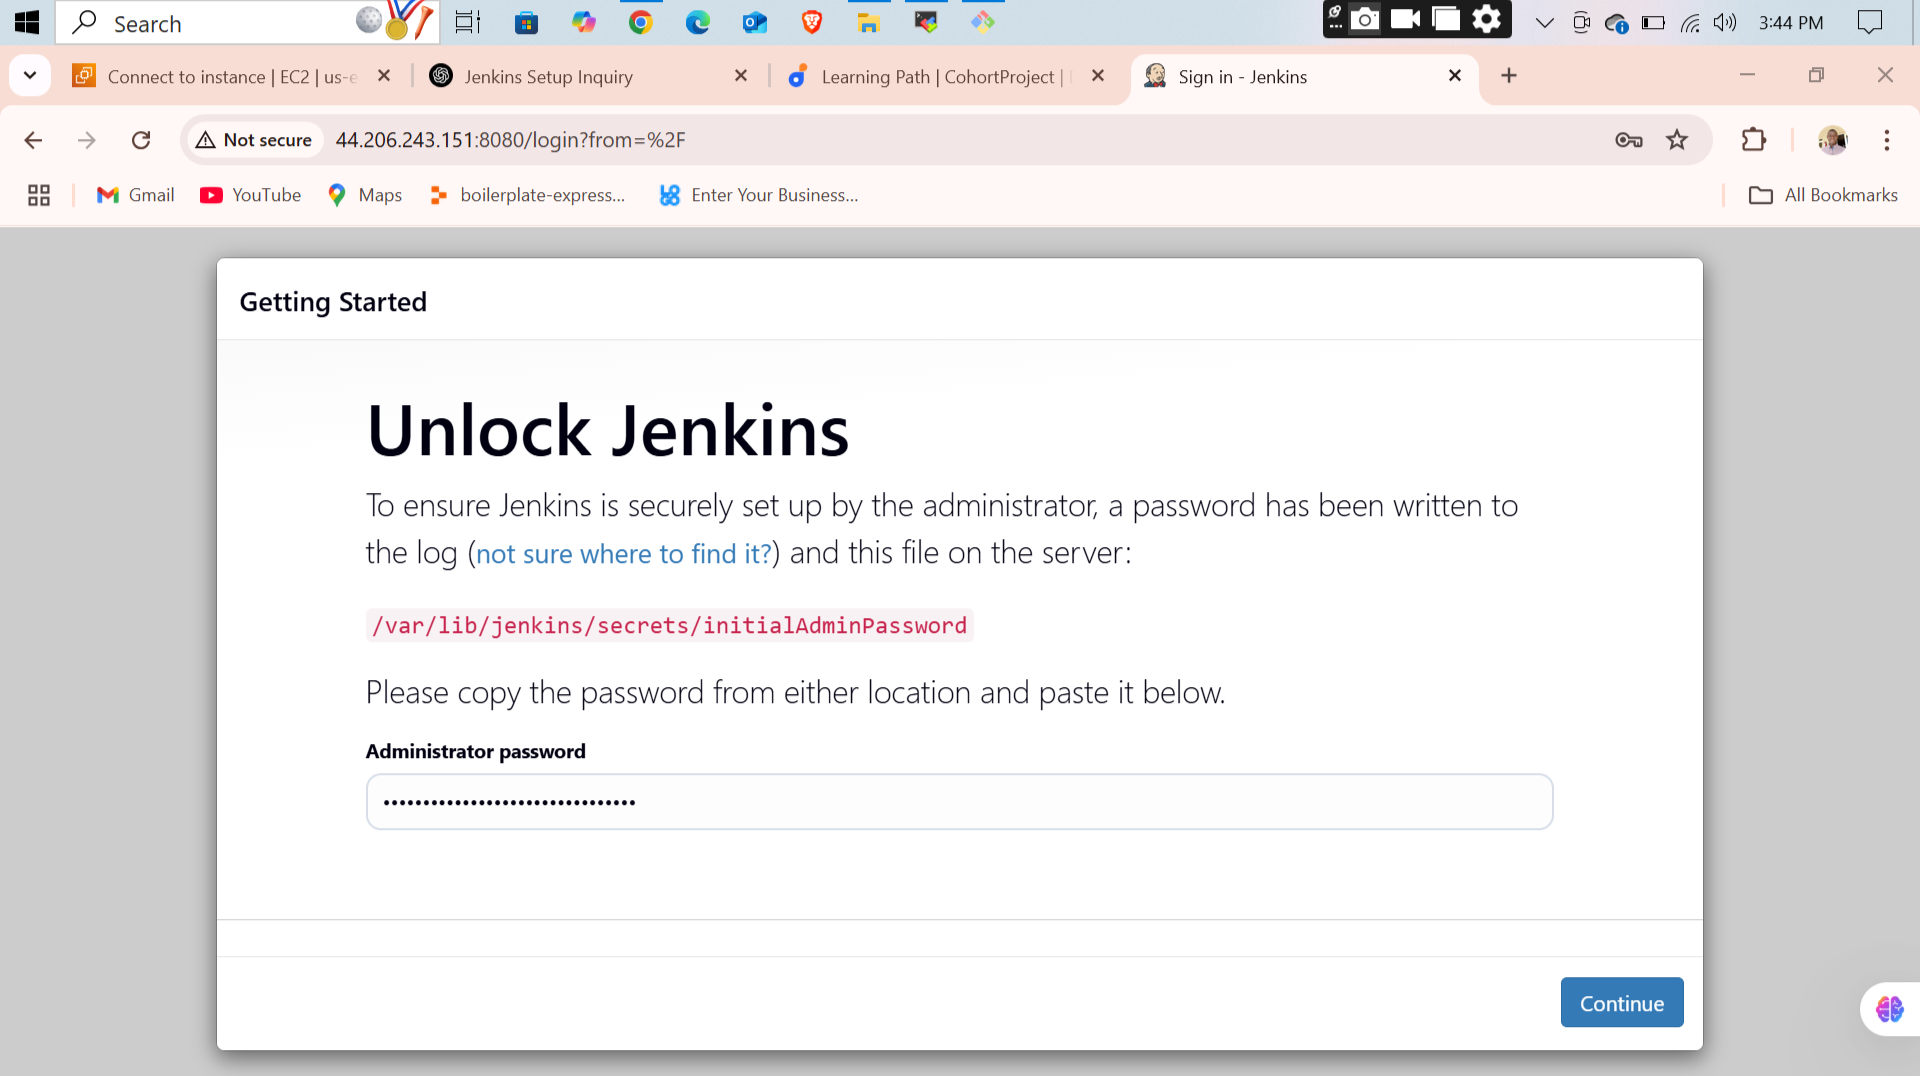 Search
3:44 PM
Connect to instance | EC2 | us-e
Jenkins Setup Inquiry
Learning Path | CohortProject |
Sign in - Jenkins
Not secure
44.206.243.151:8080/login?from=%2F
Gmail
YouTube
Maps
boilerplate-express...
Enter Your Business...
All Bookmarks
Getting Started
Unlock Jenkins
To ensure Jenkins is securely set up by the administrator, a password has been written to
the log (not sure where to find it?) and this file on the server:
/var/lib/jenkins/secrets/initialAdminPassword
Please copy the password from either location and paste it below.
Administrator password
••••••••••••••••••••••••••••••••
Continue